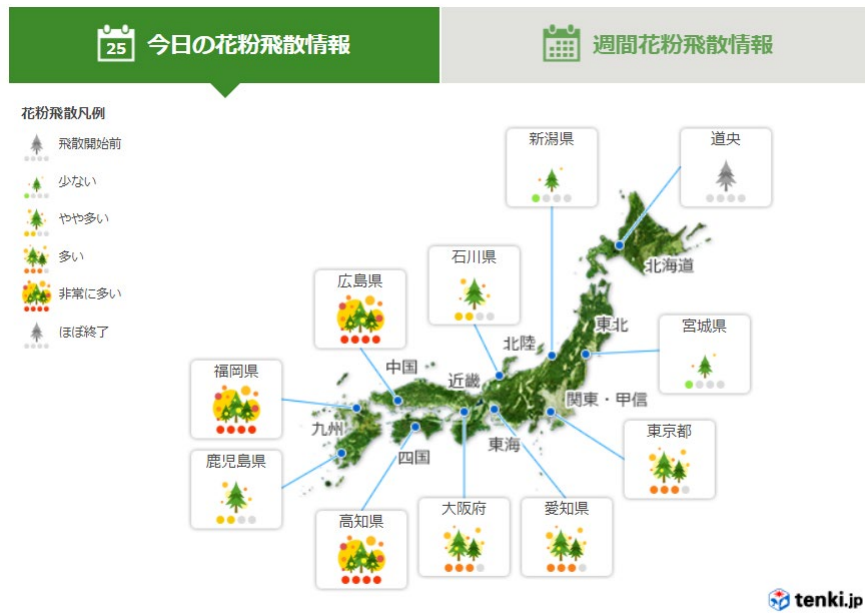 25 今日の花粉飛散情報
週間花粉飛散情報
花粉飛散凡例
飛散開始前
少ない
やや多い
多い
非常に多い
ほぼ終了
新潟県
道央
石川県
北海道
広島県
東北
宮城県
北陸
中国
近畿
福岡県
関東・甲信
九州
東京都
四国
東海
鹿児島県
高知県
大阪府
愛知県
tenki.jp